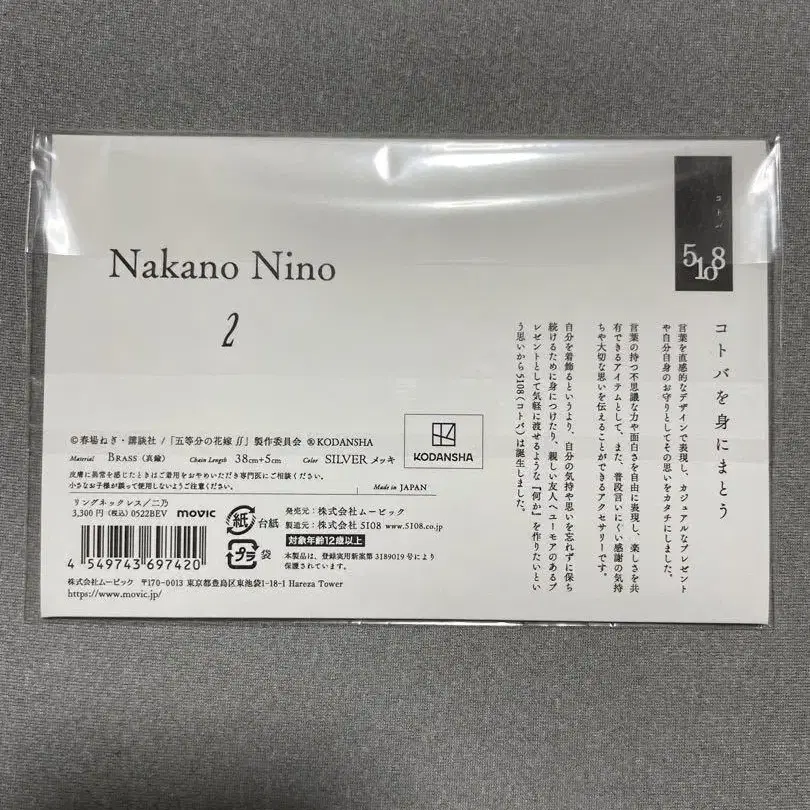 コトバ
5108
コトバを身にまとう
言葉を直感的なデザインで表現し、カジュアルなプレゼント
や自分自身のお守りとしてその思いをカタチにしました。
言葉の持つ不思議な力や面白さを自由に表現し、楽しさを共
有できるアイテムとして、また、普段言いにくい感謝の気持
ちや大切な思いを伝えることができるアクセサリーです。
自分を着飾るというより、自分の気持や思いを忘れずに保ち
続けるために身につけたり、親しい友人へユーモアのあるプ
レゼントとして気軽に渡せるような『何か』を作りたいとい
う思いから5108(コトバ)は誕生しました。
Nakano Nino
2
©春場ねぎ・講談社 /「五等分の花嫁∬」製作委員会 ®KODANSHA
KODANSHA
Material BRASS (真鍮) Chain Length 38cm+5cm Color SILVER メッキ
皮膚に異常を感じたときはご着用をおやめいただき専門医にご相談ください。
小さなお子様が誤って使用しないようご注意ください。
Made in JAPAN
リングネックレス/二乃
3,300円(税込) 0522BEV movic
4 549743 697420
紙 台紙
プラ 袋
発売元:株式会社ムービック
製造元:株式会社 5108 www.5108.co.jp
対象年齢12歳以上
本製品は、登録実用新案第3189019号により
保護されています。
株式会社ムービック 〒170-0013 東京都豊島区東池袋1-18-1 Hareza Tower
https://www.movic.jp/